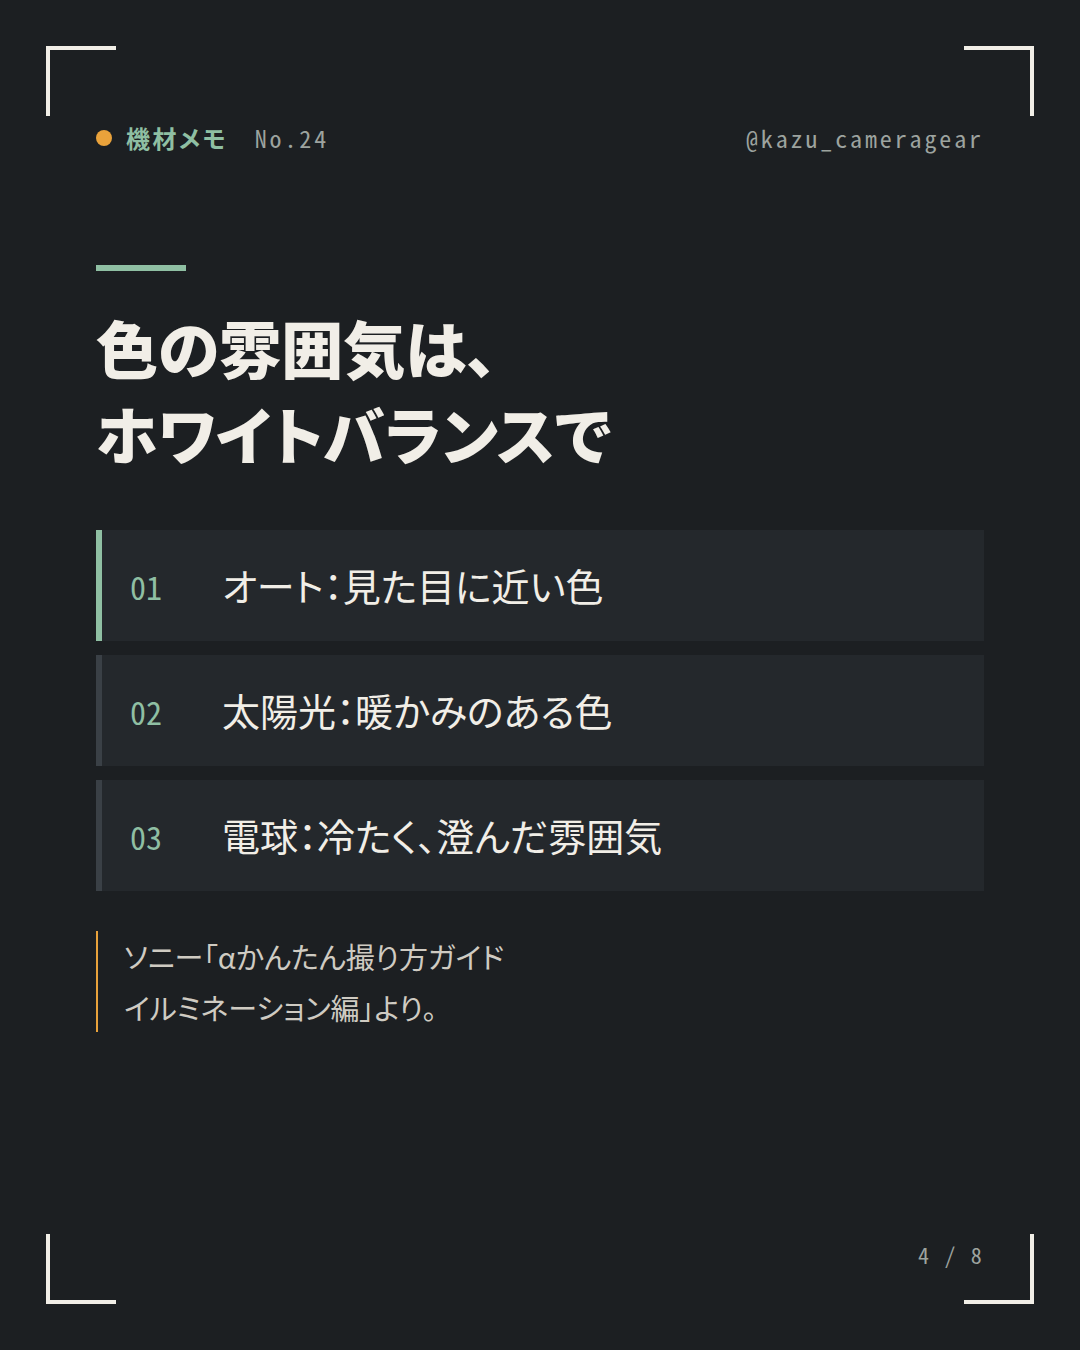 機材メモ No.24
@kazu_cameragear
色の雰囲気は、
ホワイトバランスで
01 オート：見た目に近い色
02 太陽光：暖かみのある色
03 電球：冷たく、澄んだ雰囲気
ソニー「αかんたん撮り方ガイド
イルミネーション編」より。
4 / 8